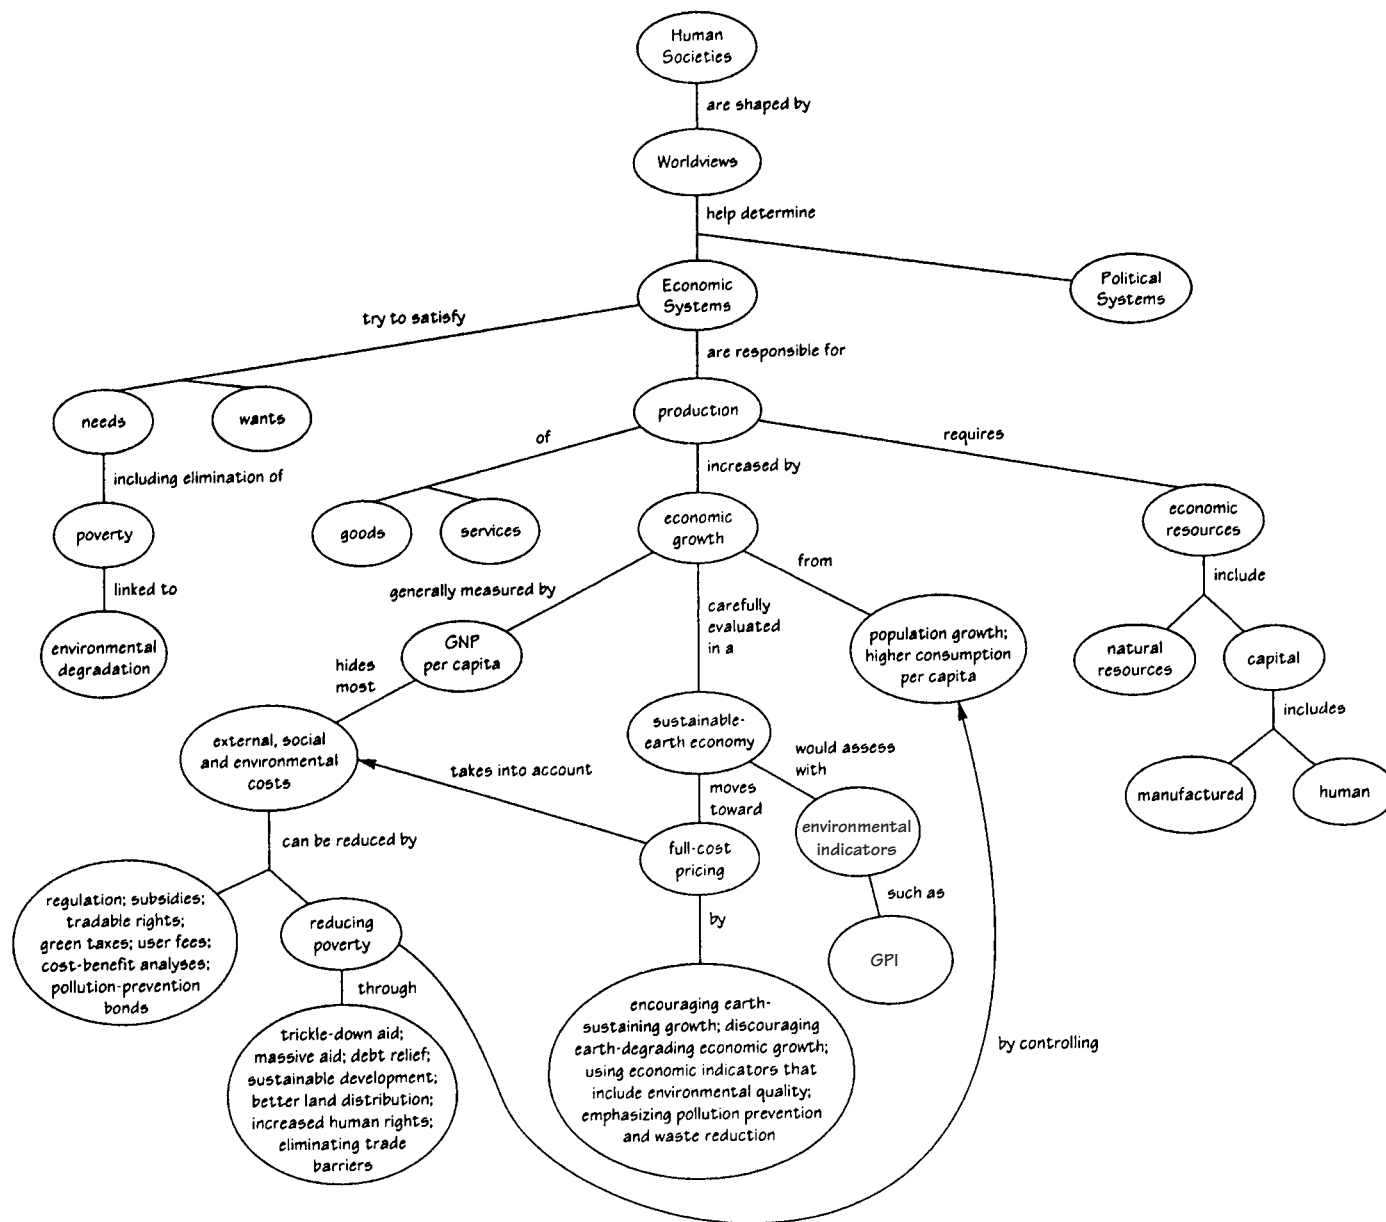 Human
Societies
are shaped by
Worldviews
help determine
Economic
Systems
Political
Systems
try to satisfy
are responsible for
needs
wants
production
of
requires
including elimination of
increased by
poverty
goods
services
economic
growth
economic
resources
linked to
generally measured by
from
include
carefully
evaluated
in a
environmental
degradation
GNP
per capita
population growth;
higher consumption
per capita
natural
resources
capital
hides
most
includes
external, social
and environmental
costs
sustainable-
earth economy
would assess
with
takes into account
moves
toward
manufactured
human
environmental
indicators
can be reduced by
full-cost
pricing
such as
regulation; subsidies;
tradable rights;
green taxes; user fees;
cost-benefit analyses;
pollution-prevention
bonds
reducing
poverty
by
GPI
through
trickle-down aid;
massive aid; debt relief;
sustainable development;
better land distribution;
increased human rights;
eliminating trade
barriers
encouraging earth-
sustaining growth; discouraging
earth-degrading economic growth;
using economic indicators that
include environmental quality;
emphasizing pollution prevention
and waste reduction
by controlling